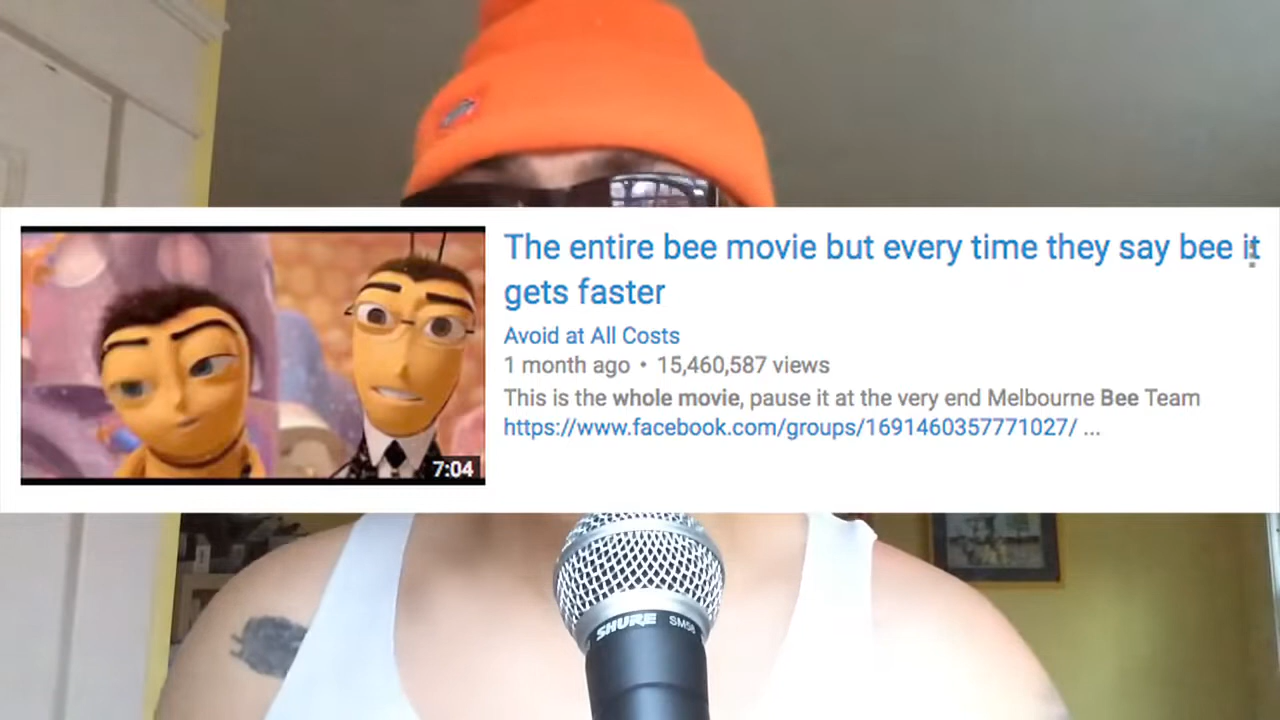 The entire bee movie but every time they say bee it
gets faster
Avoid at All Costs
1 month ago • 15,460,587 views
This is the whole movie, pause it at the very end Melbourne Bee Team
https://www.facebook.com/groups/1691460357771027/ ...
7:04
SHURE SM58